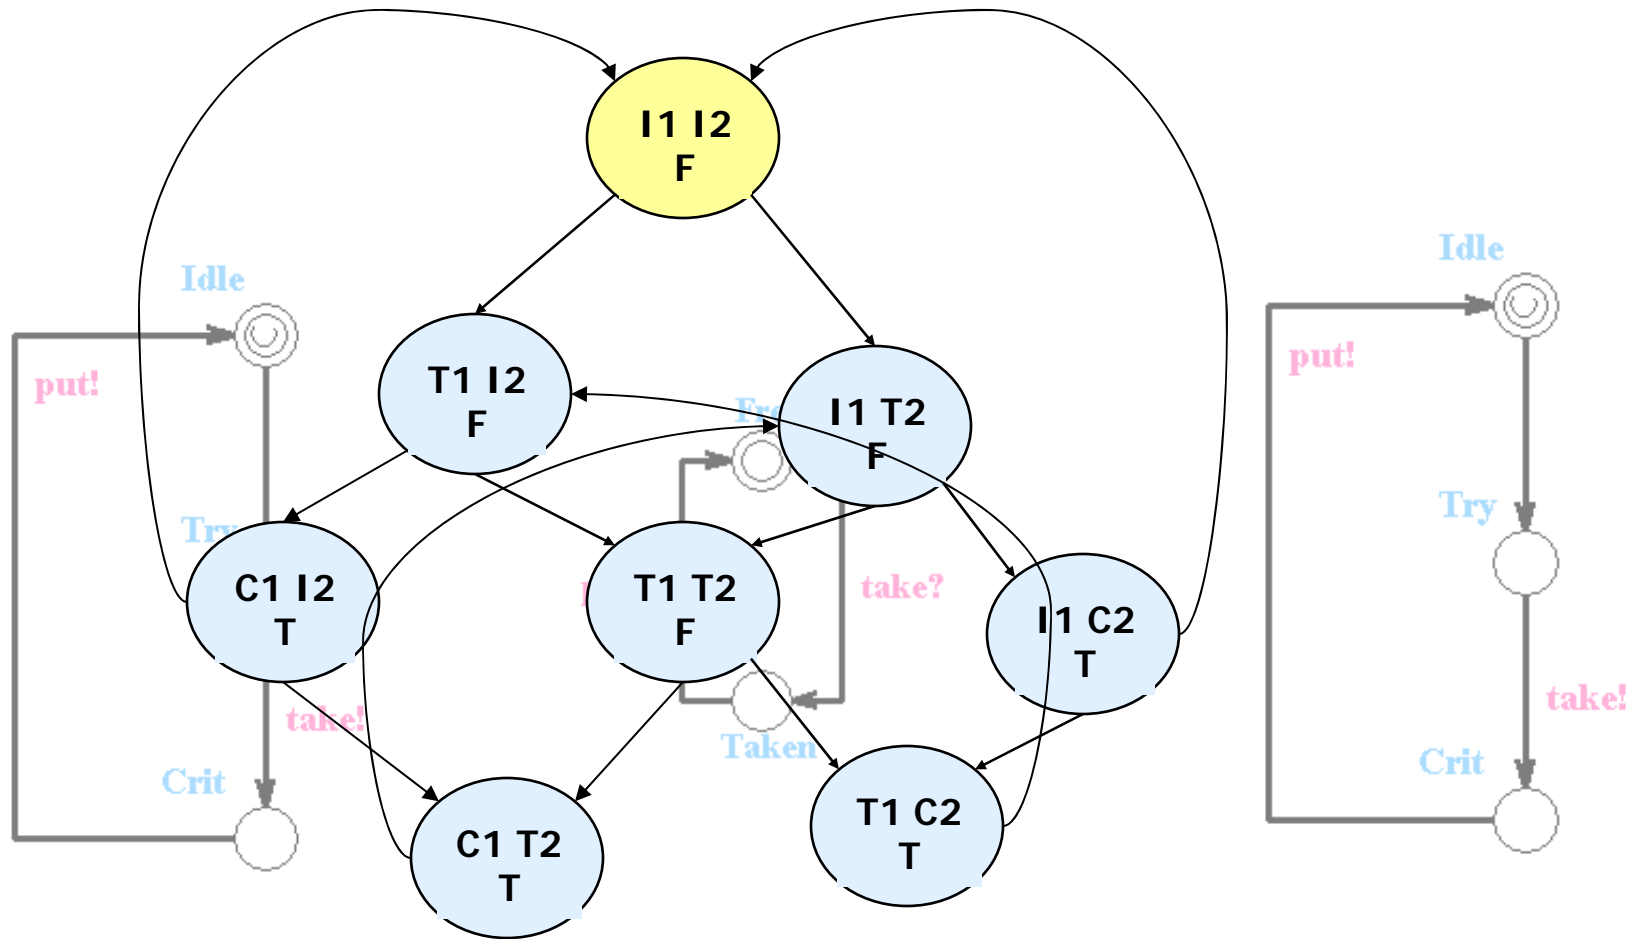 I1 I2
F
Idle
Idle
put!
put!
T1 I2
F
I1 T2
F
Try
Try
C1 I2
T
T1 T2
F
take?
I1 C2
T
take!
take!
Taken
Crit
Crit
C1 T2
T
T1 C2
T